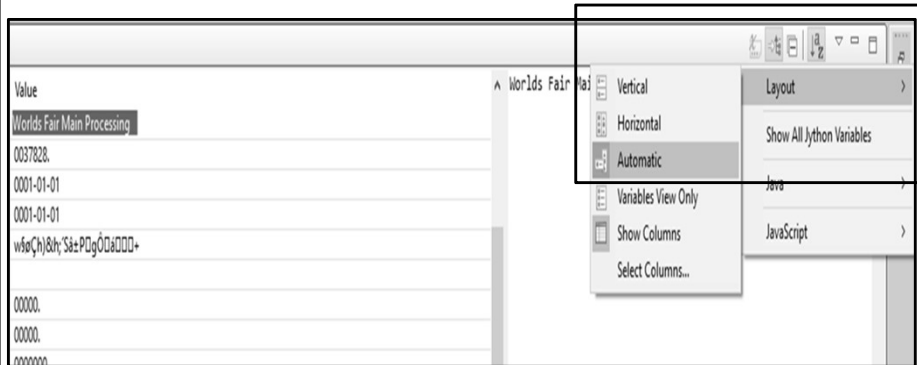 Value
Worlds Fair Main Processing
0037828.
0001-01-01
0001-01-01
00000.
00000.
0000000
Worlds Fair Mai
Vertical
Horizontal
Automatic
Variables View Only
Show Columns
Select Columns...
Layout
Show All Jython Variables
Java
JavaScript